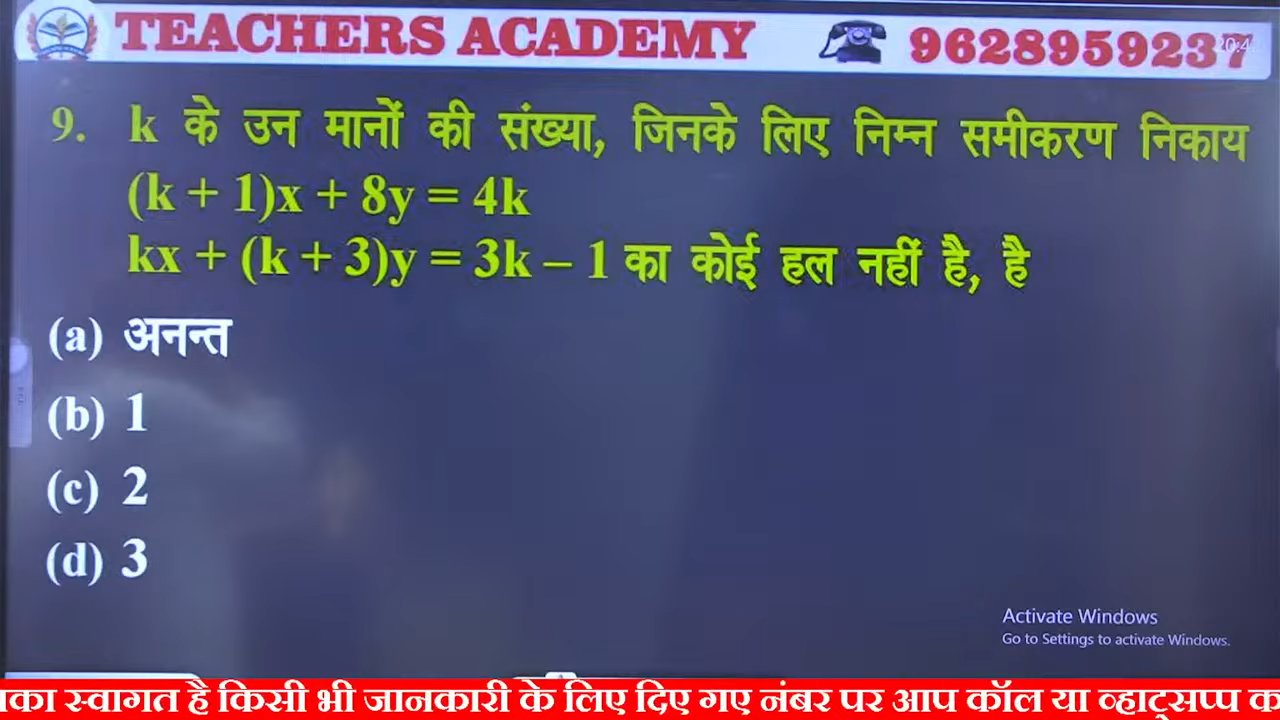 TEACHERS ACADEMY
9628959237
9. k के उन मानों की संख्या, जिनके लिए निम्न समीकरण निकाय
(k + 1)x + 8y = 4k
kx + (k + 3)y = 3k – 1 का कोई हल नहीं है, है
(a) अनन्त
(b) 1
(c) 2
(d) 3
Activate Windows
Go to Settings to activate Windows.
स्वागत है किसी भी जानकारी के लिए दिए गए नंबर पर आप कॉल या व्हाट्सप्प